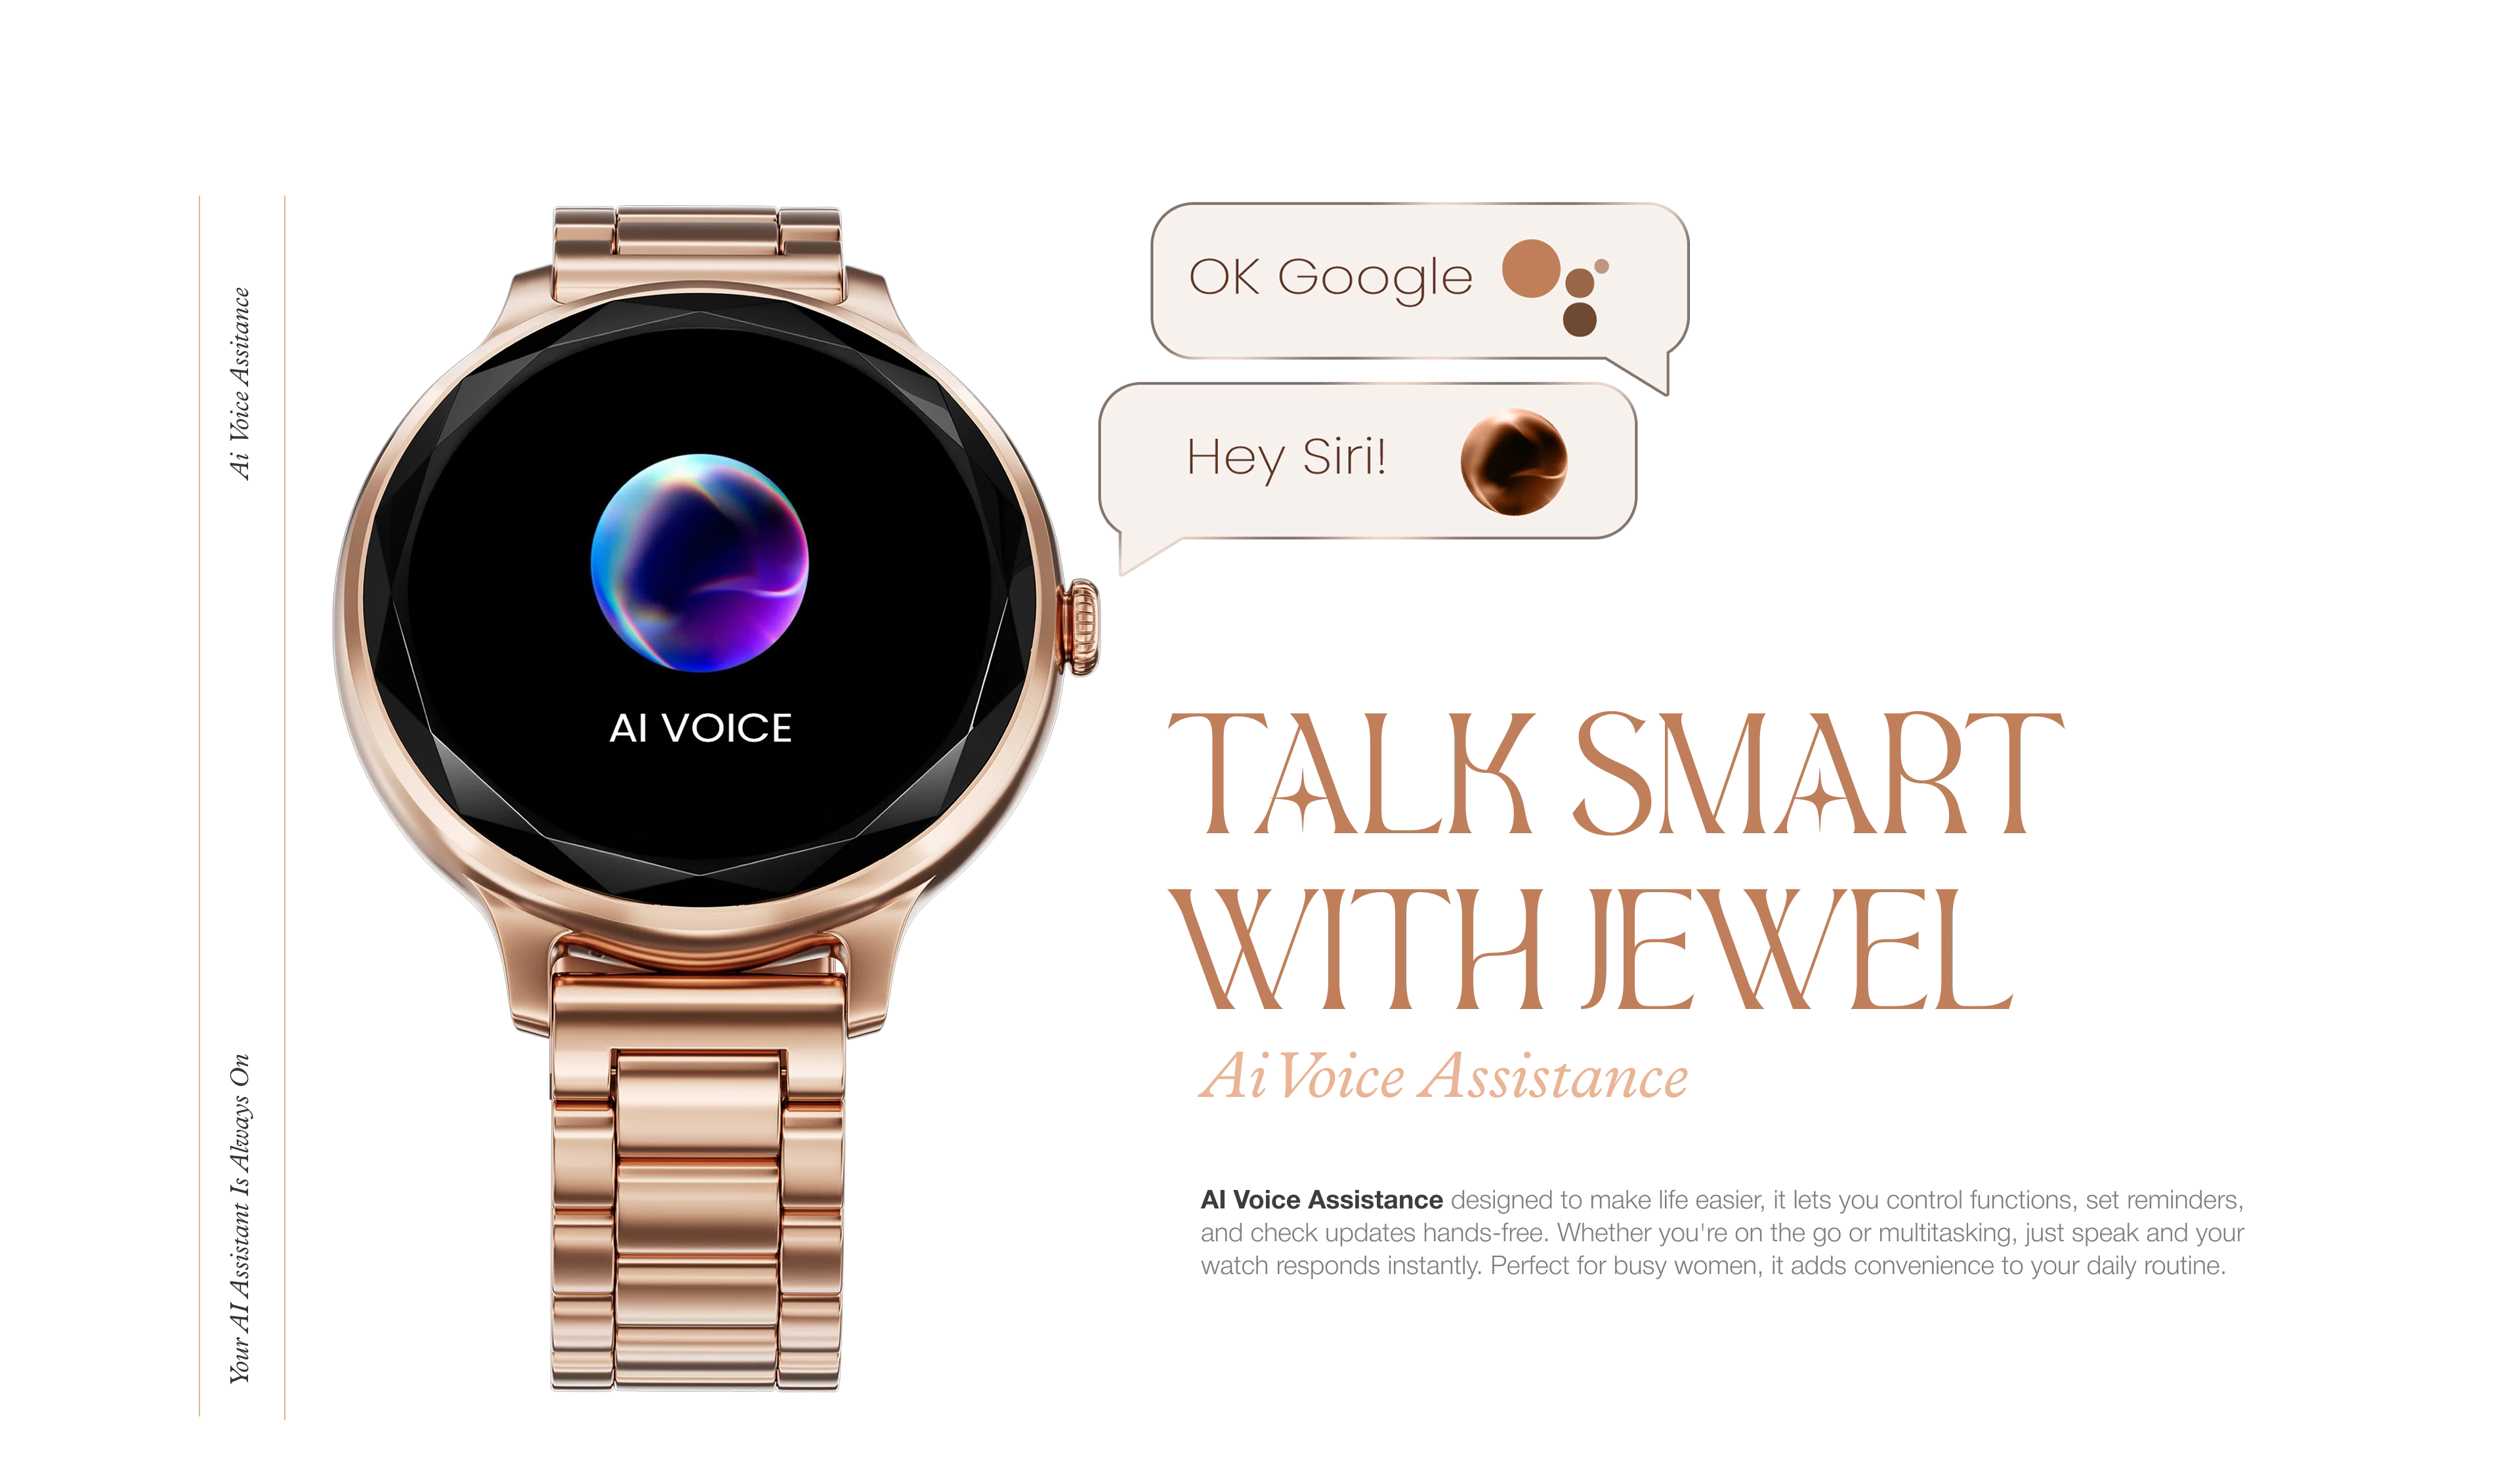 Ai Voice Assitance
Your AI Assistant Is Always On
AI VOICE
OK Google
Hey Siri!
TALK SMART
WITH JEWEL
Ai Voice Assistance
AI Voice Assistance designed to make life easier, it lets you control functions, set reminders,
and check updates hands-free. Whether you're on the go or multitasking, just speak and your
watch responds instantly. Perfect for busy women, it adds convenience to your daily routine.